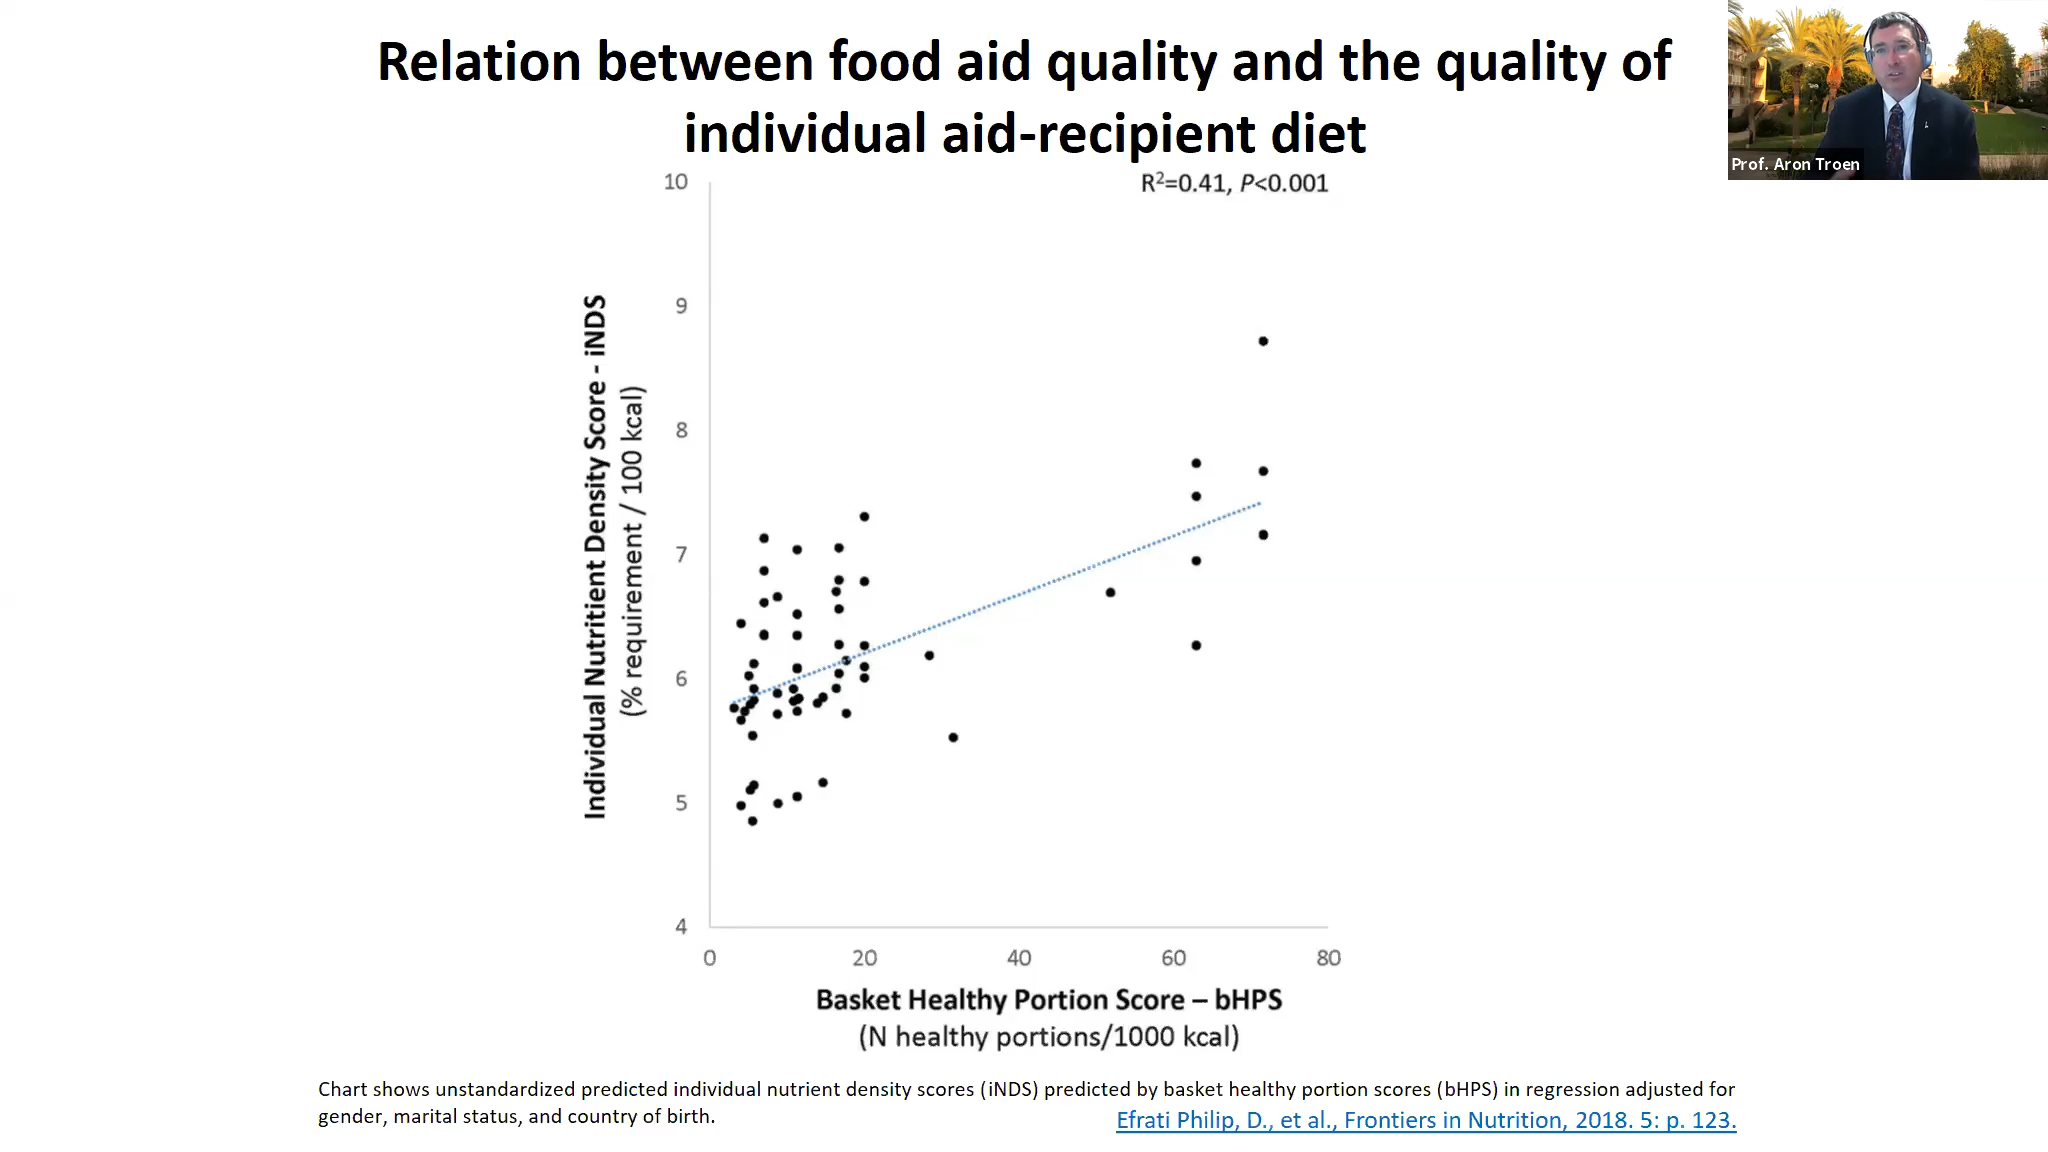 Relation between food aid quality and the quality of
individual aid-recipient diet
Prof. Aron Troen
R²=0.41, P<0.001
10
9
8
7
6
5
4
Individual Nutritient Density Score - iNDS
(% requirement / 100 kcal)
0 20 40 60 80
Basket Healthy Portion Score – bHPS
(N healthy portions/1000 kcal)
Chart shows unstandardized predicted individual nutrient density scores (iNDS) predicted by basket healthy portion scores (bHPS) in regression adjusted for
gender, marital status, and country of birth.
Efrati Philip, D., et al., Frontiers in Nutrition, 2018. 5: p. 123.